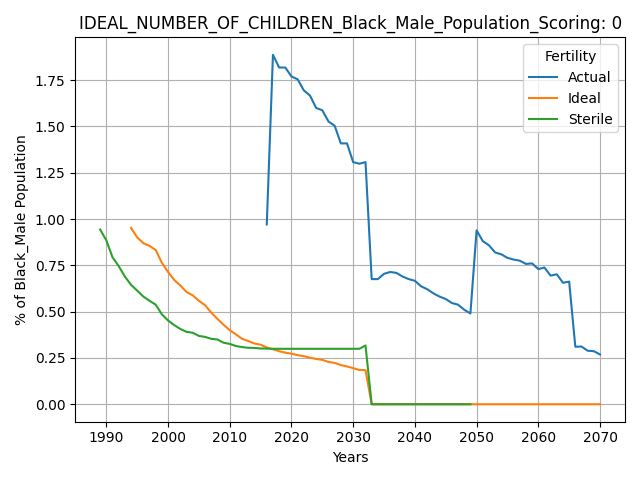 IDEAL_NUMBER_OF_CHILDREN_Black_Male_Population_Scoring: 0
Fertility
Actual
Ideal
Sterile
% of Black_Male Population
1.75
1.50
1.25
1.00
0.75
0.50
0.25
0.00
1990 2000 2010 2020 2030 2040 2050 2060 2070
Years